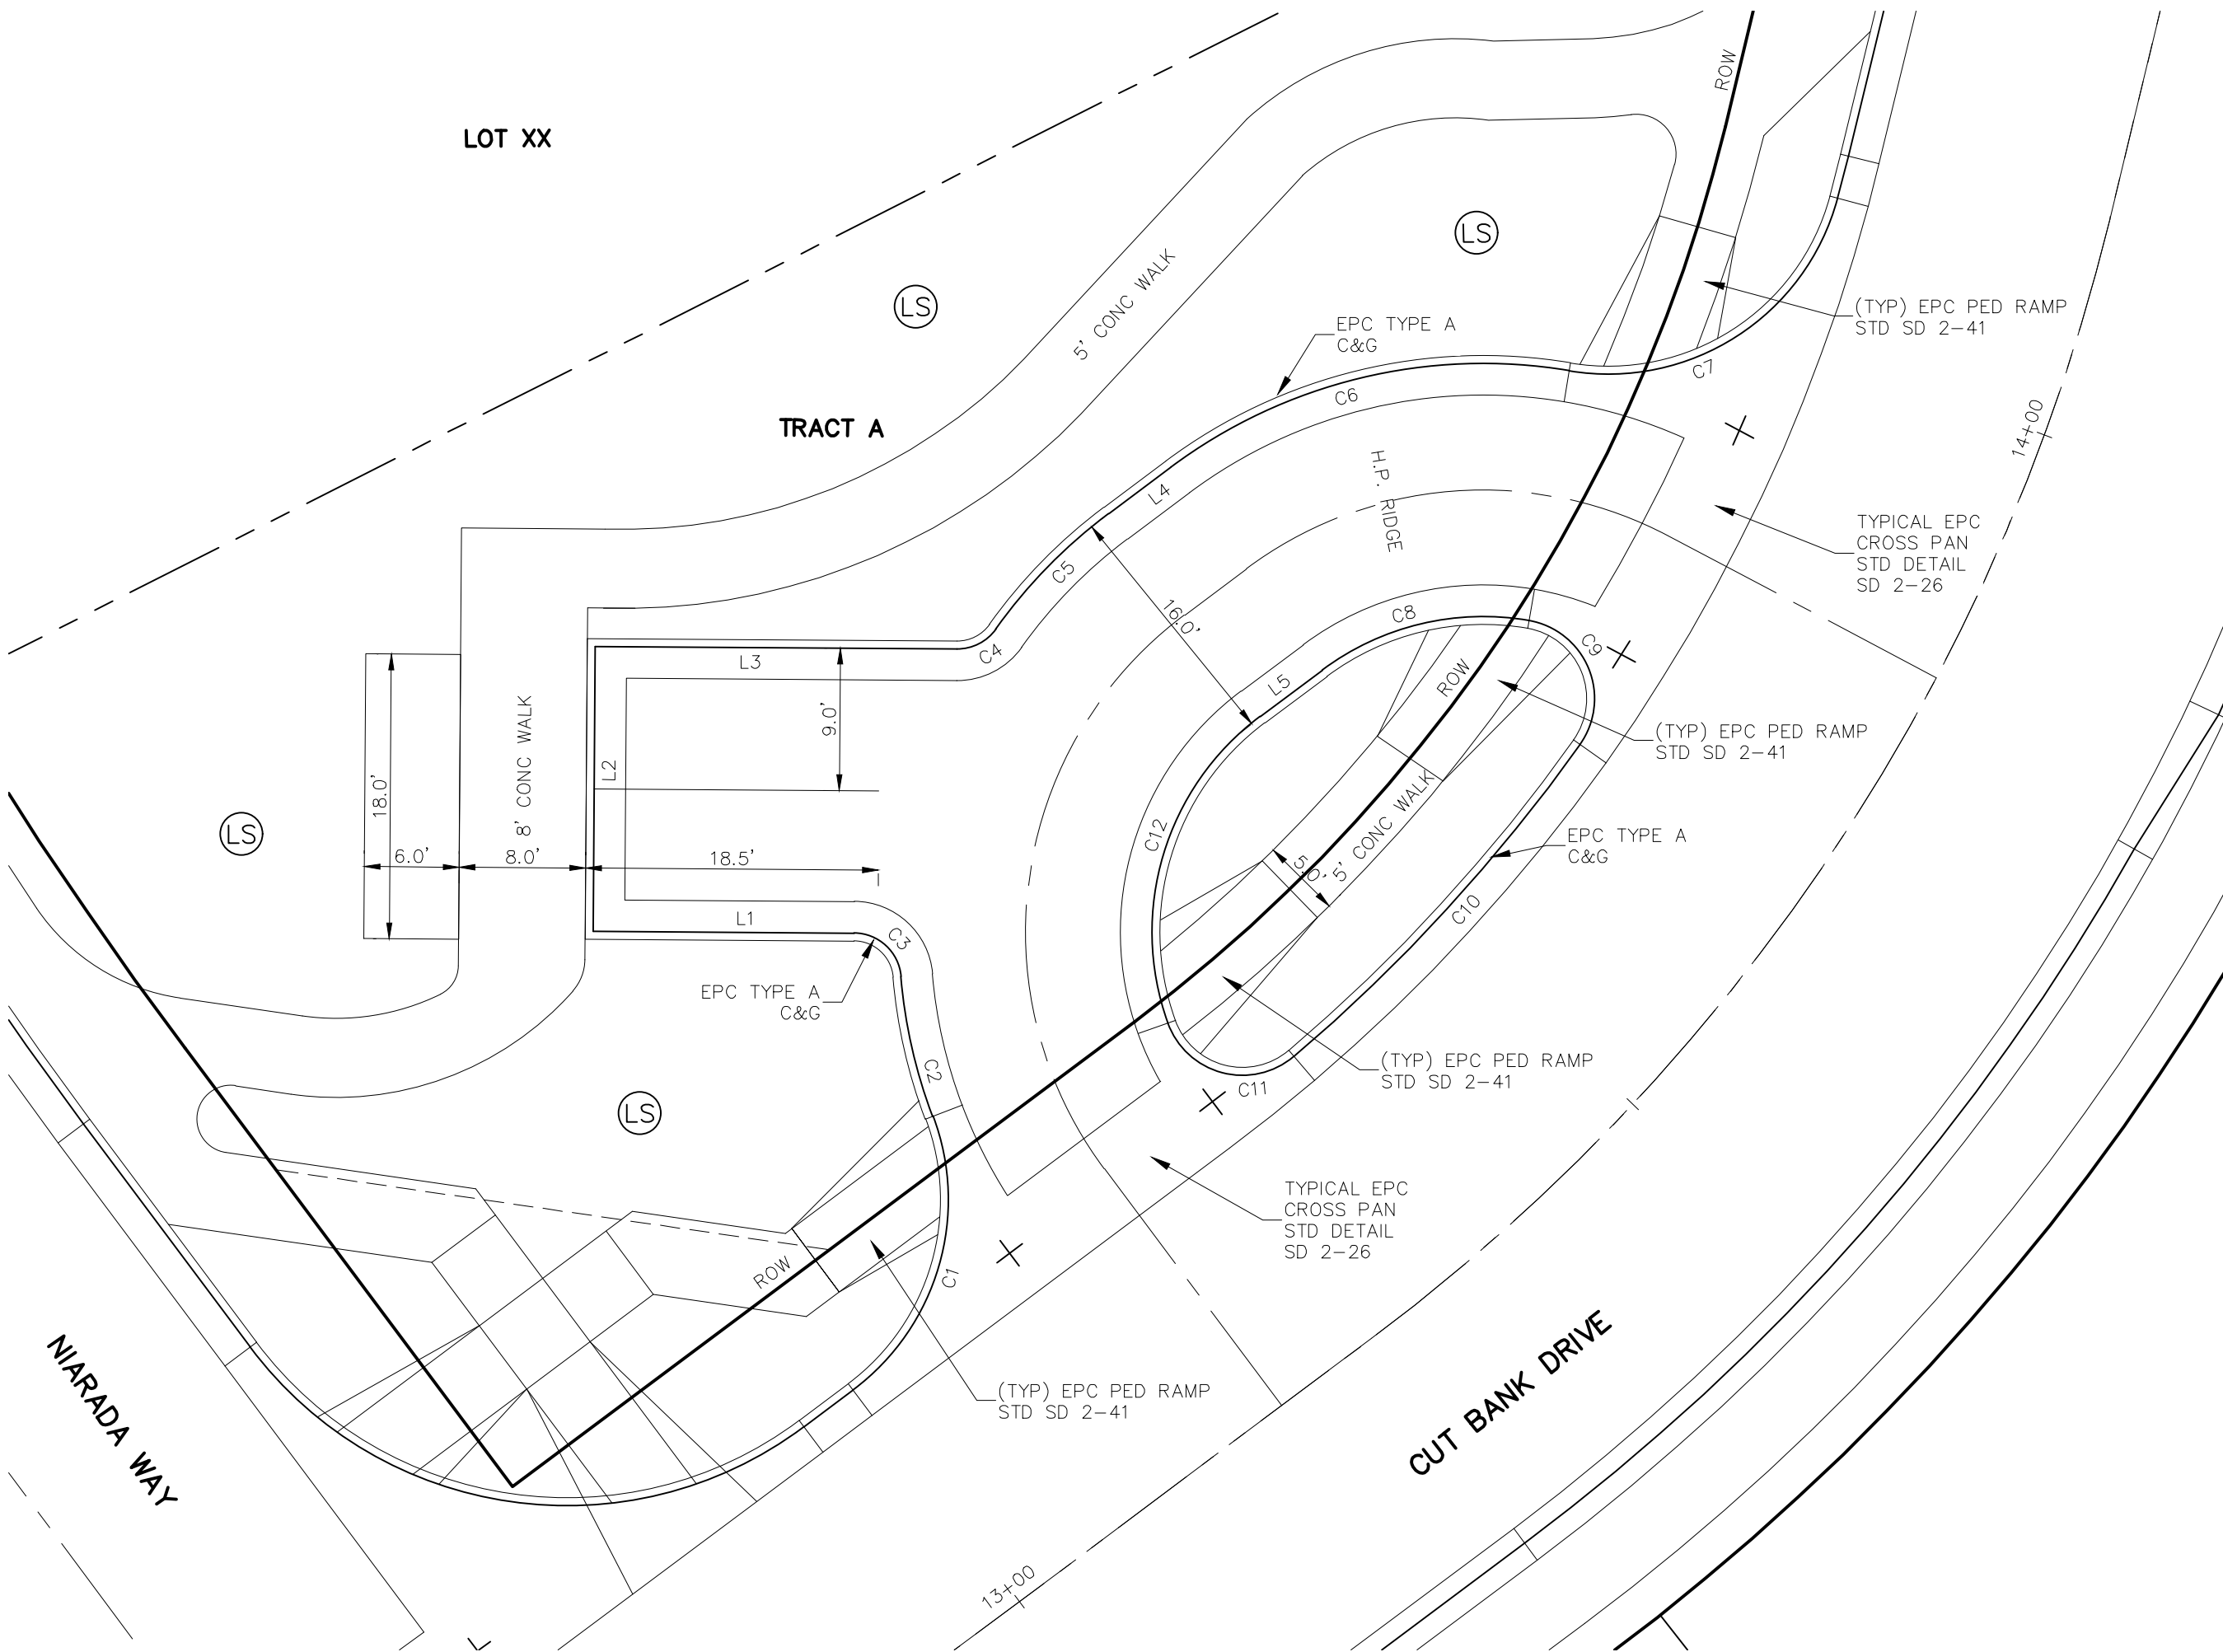 LOT XX
ROW
LS
LS
5' CONC WALK
(TYP) EPC PED RAMP
STD SD 2-41
EPC TYPE A
C&G
C7
C6
TRACT A
14+00
H.P. RIDGE
L4
TYPICAL EPC
CROSS PAN
STD DETAIL
SD 2-26
C5
16.0'
C8
C9
C4
L3
L5
ROW
9.0'
8' CONC WALK
L2
(TYP) EPC PED RAMP
STD SD 2-41
18.0'
LS
6.0'
8.0'
18.5'
C12
5.0'
5' CONC WALK
EPC TYPE A
C&G
L1
C3
C10
EPC TYPE A
C&G
C2
(TYP) EPC PED RAMP
STD SD 2-41
C11
LS
TYPICAL EPC
CROSS PAN
STD DETAIL
SD 2-26
ROW
C1
(TYP) EPC PED RAMP
STD SD 2-41
NIARADA WAY
CUT BANK DRIVE
13+00